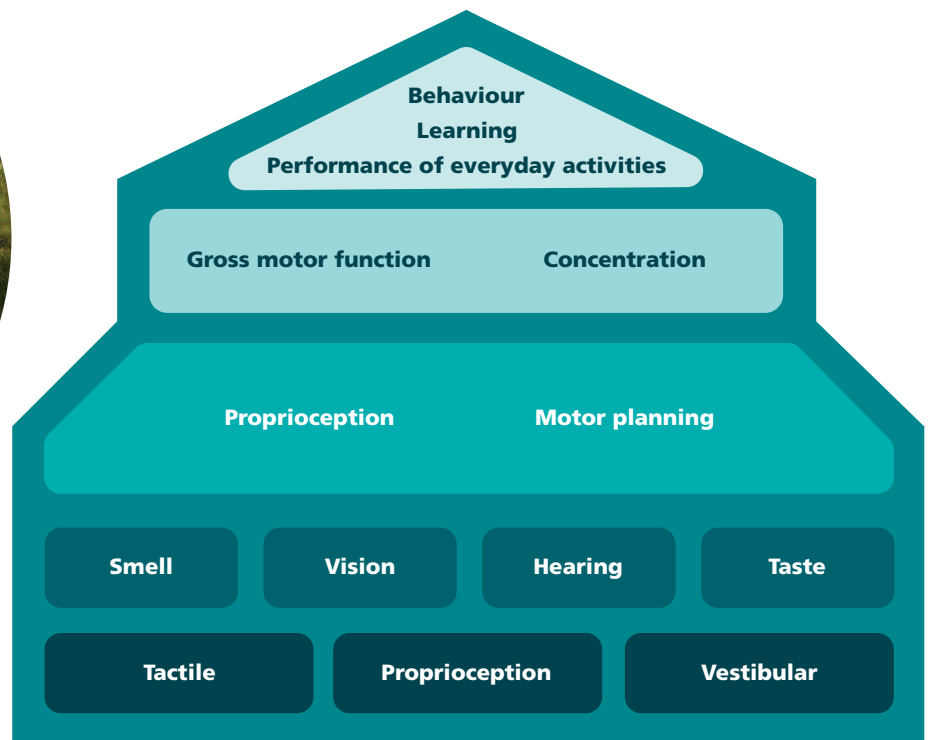 Behaviour
Learning
Performance of everyday activities
Gross motor function Concentration
Proprioception Motor planning
Smell Vision Hearing Taste
Tactile Proprioception Vestibular